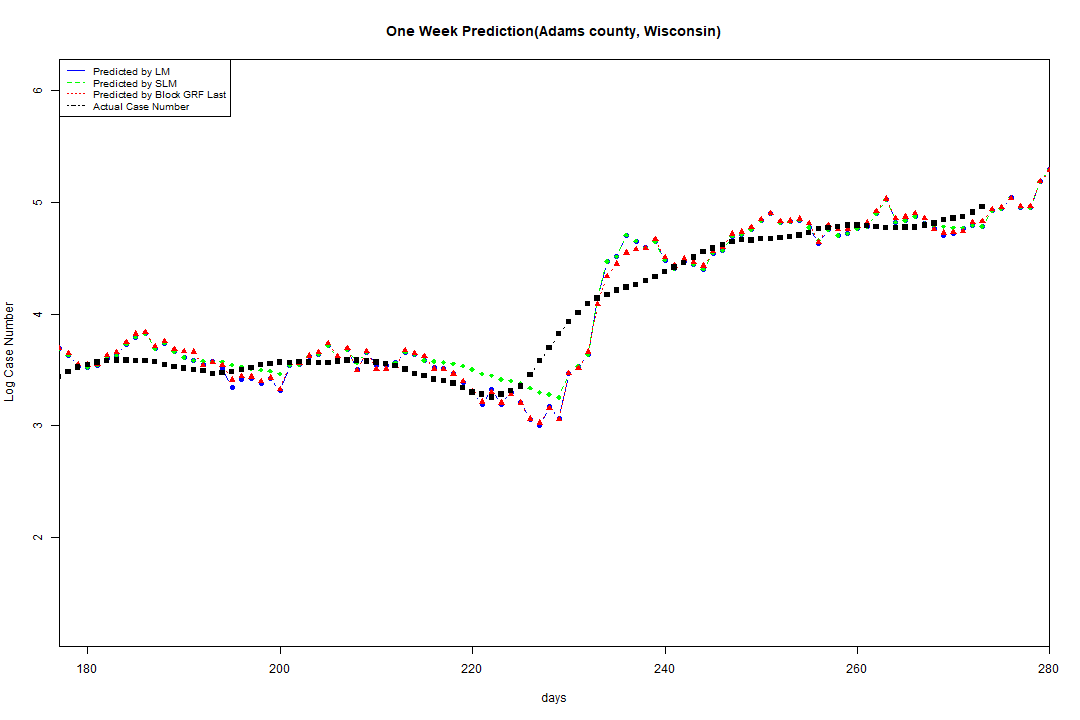 One Week Prediction(Adams county, Wisconsin)
Predicted by LM
Predicted by SLM
Predicted by Block GRF Last
Actual Case Number
6
5
4
3
2
Log Case Number
180 200 220 240 260 280
days